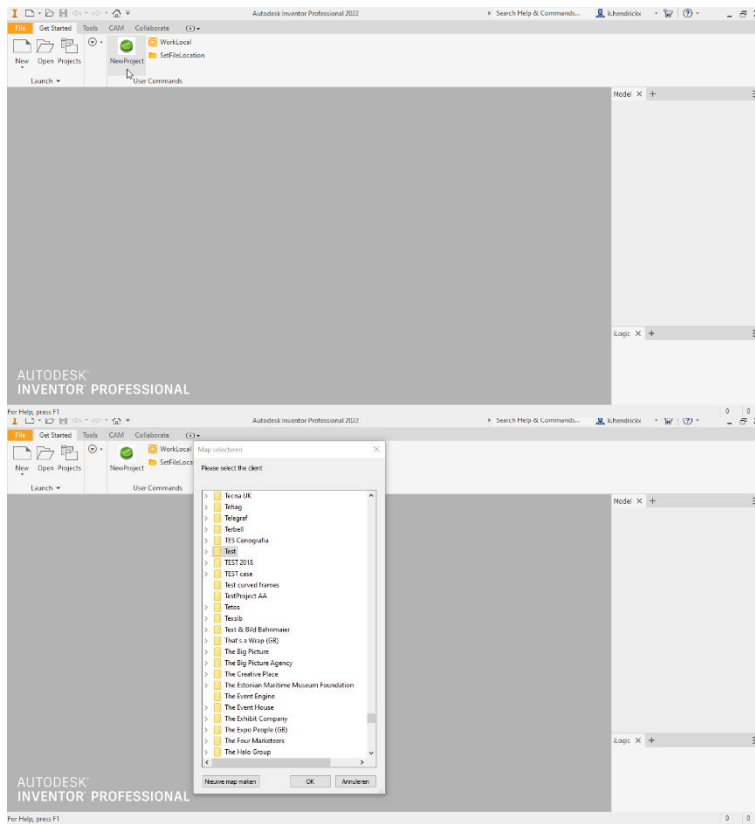 Autodesk Inventor Professional 2022
Search Help & Commands...
k.hendrickx
File Get Started Tools CAM Collaborate
New Open Projects NewProject WorkLocal
SetFileLocation
Launch User Commands
Model
iLogic
AUTODESK
INVENTOR PROFESSIONAL
For Help, press F1
0 0
Autodesk Inventor Professional 2022
Search Help & Commands...
k.hendrickx
File Get Started Tools CAM Collaborate
New Open Projects NewProject WorkLocal
SetFileLoca
Launch User Commands
Map selecteren
Please select the client
Model
Tecna UK
Tehag
Telegraf
Terbell
TES Cenografia
Test
TEST 2018
TEST case
Test curved frames
TestProject AA
Tetos
Texsib
Text & Bild Bahnmaier
That's a Wrap (GB)
The Big Picture
The Big Picture Agency
The Creative Place
The Estonian Maritime Museum Foundation
The Event Engine
The Event House
The Exhibit Company
The Expo People (GB)
The Four Marketeers
The Halo Group
iLogic
Nieuwe map maken OK Annuleren
AUTODESK
INVENTOR PROFESSIONAL
For Help, press F1
0 0